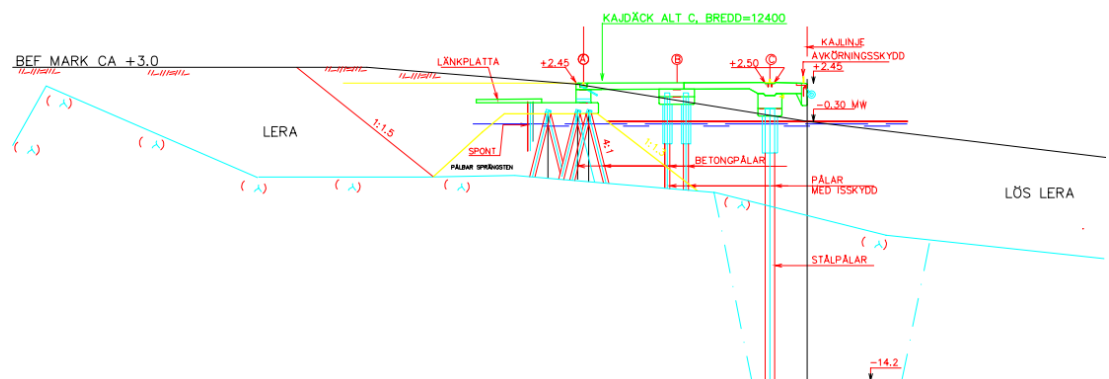 KAJDÄCK ALT C, BREDD=12400
KAJLINJE
AVKÖRNINGSSKYDD
BEF MARK CA +3.0
LÄNKPLATTA
+2.45
A
B
+2.50
C
+2.45
-0.30 MW
LERA
1:1.5
SPONT
PÅLBAR SPRÄNGSTEN
4:1
BETONGPÅLAR
PÅLAR
MED ISSKYDD
LÖS LERA
STÅLPÅLAR
-14.2